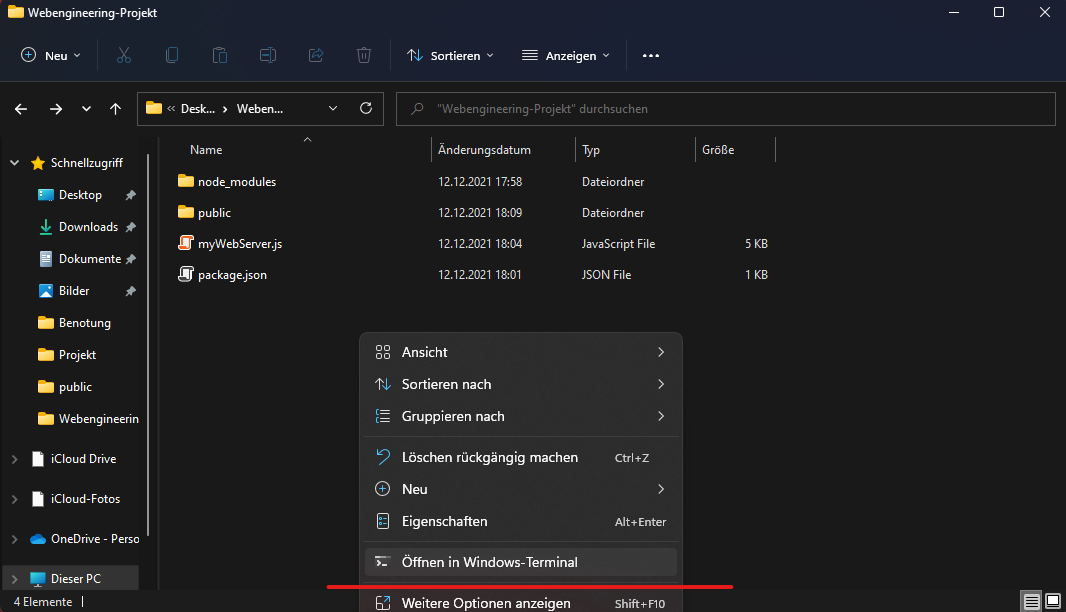 Webengineering-Projekt
Neu
Sortieren
Anzeigen
« Desk... > Weben...
"Webengineering-Projekt" durchsuchen
Name Änderungsdatum Typ Größe
Schnellzugriff
Desktop
Downloads
Dokumente
Bilder
Benotung
Projekt
public
Webengineerin
iCloud Drive
iCloud-Fotos
OneDrive - Perso
Dieser PC
node_modules 12.12.2021 17:58 Dateiordner
public 12.12.2021 18:09 Dateiordner
myWebServer.js 12.12.2021 18:04 JavaScript File 5 KB
package.json 12.12.2021 18:01 JSON File 1 KB
Ansicht
Sortieren nach
Gruppieren nach
Löschen rückgängig machen Ctrl+Z
Neu
Eigenschaften Alt+Enter
Öffnen in Windows-Terminal
Weitere Optionen anzeigen Shift+F10
4 Elemente